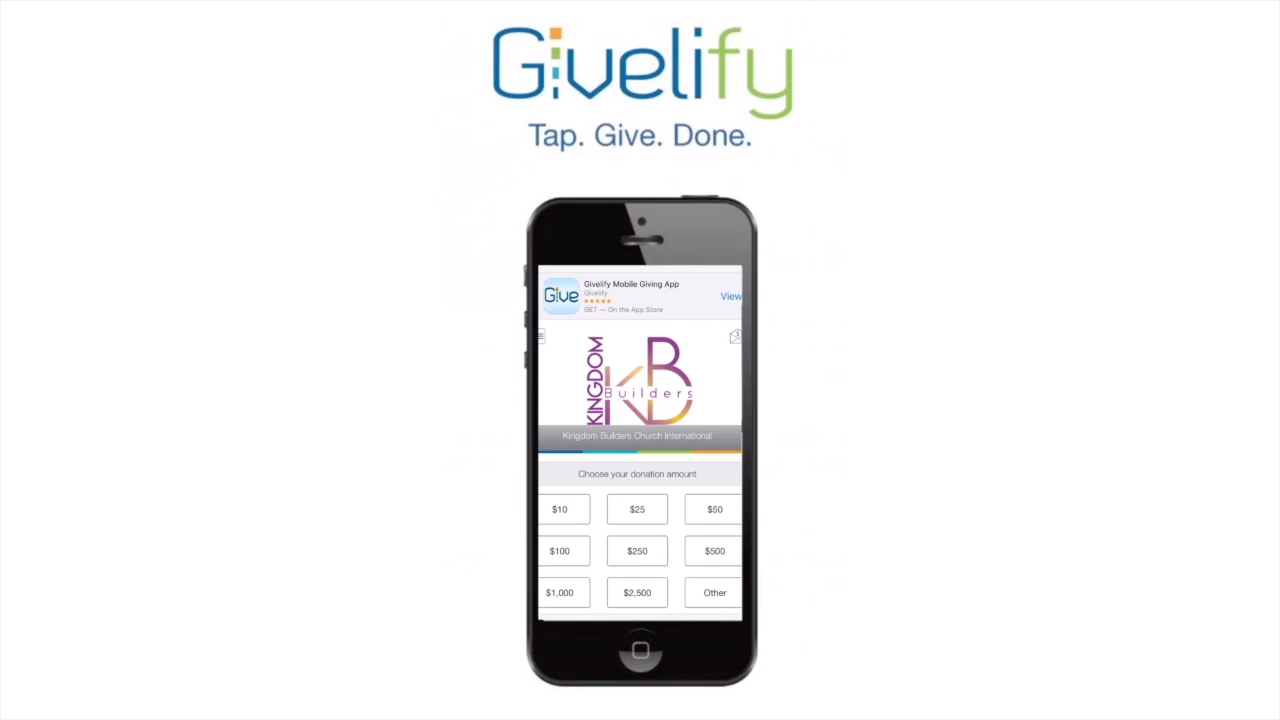 Givelify
Tap. Give. Done.
Give
Givelify Mobile Giving App
Givelify
GET — On the App Store
View
KINGDOM
KB
Builders
Kingdom Builders Church International
Choose your donation amount
$10
$25
$50
$100
$250
$500
$1,000
$2,500
Other